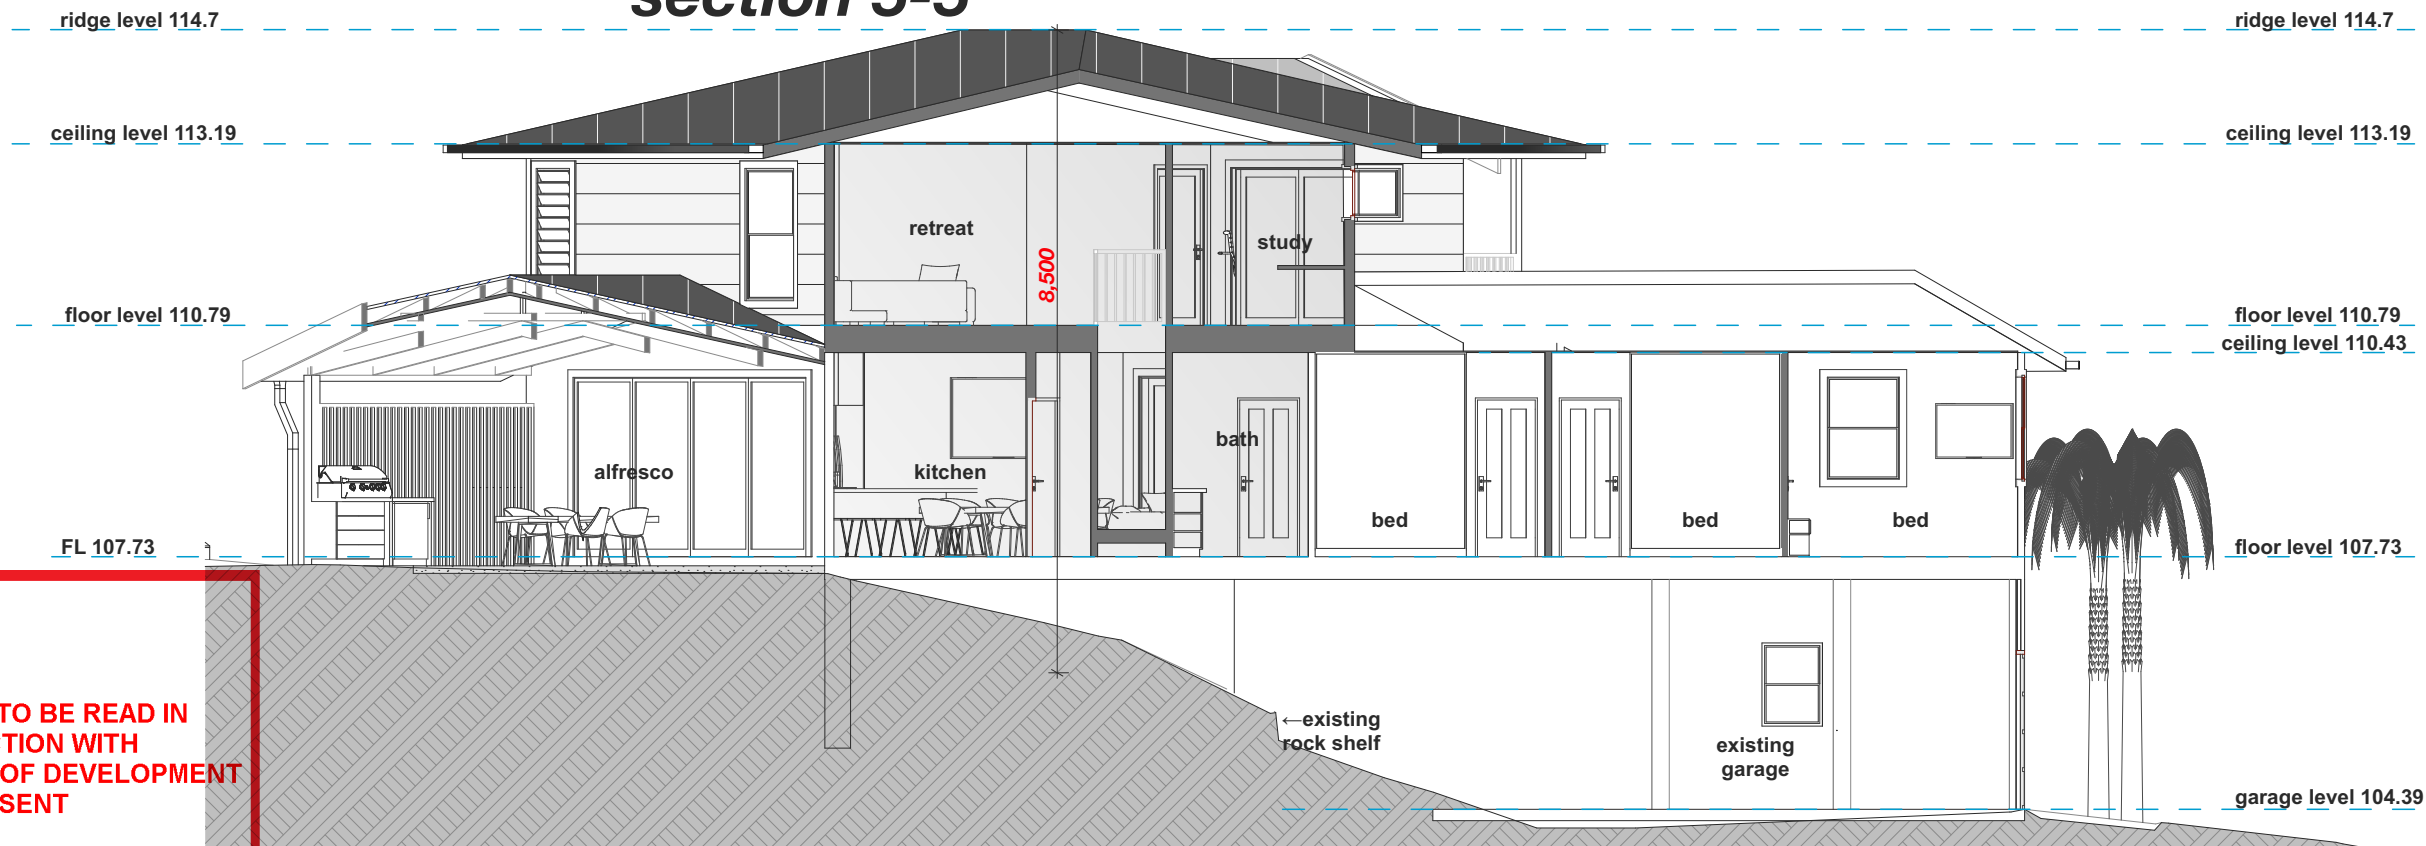 ridge level 114.7
ridge level 114.7
ceiling level 113.19
ceiling level 113.19
retreat
study
8,500
floor level 110.79
floor level 110.79
ceiling level 110.43
alfresco
kitchen
bath
bed
bed
bed
FL 107.73
floor level 107.73
TO BE READ IN
TION WITH
OF DEVELOPMENT
SENT
←existing
rock shelf
existing
garage
garage level 104.39